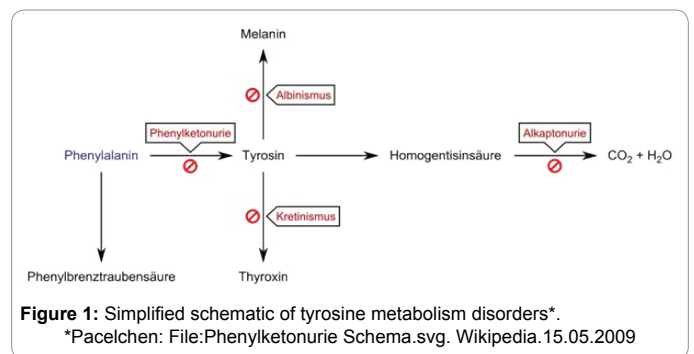 Melanin
Albinismus
Phenylketonurie
Alkaptonurie
Phenylalanin
Tyrosin
Homogentisinsäure
CO₂ + H₂O
Kretinismus
Phenylbrenztraubensäure
Thyroxin
Figure 1: Simplified schematic of tyrosine metabolism disorders*.
*Pacelchen: File:Phenylketonurie Schema.svg. Wikipedia.15.05.2009